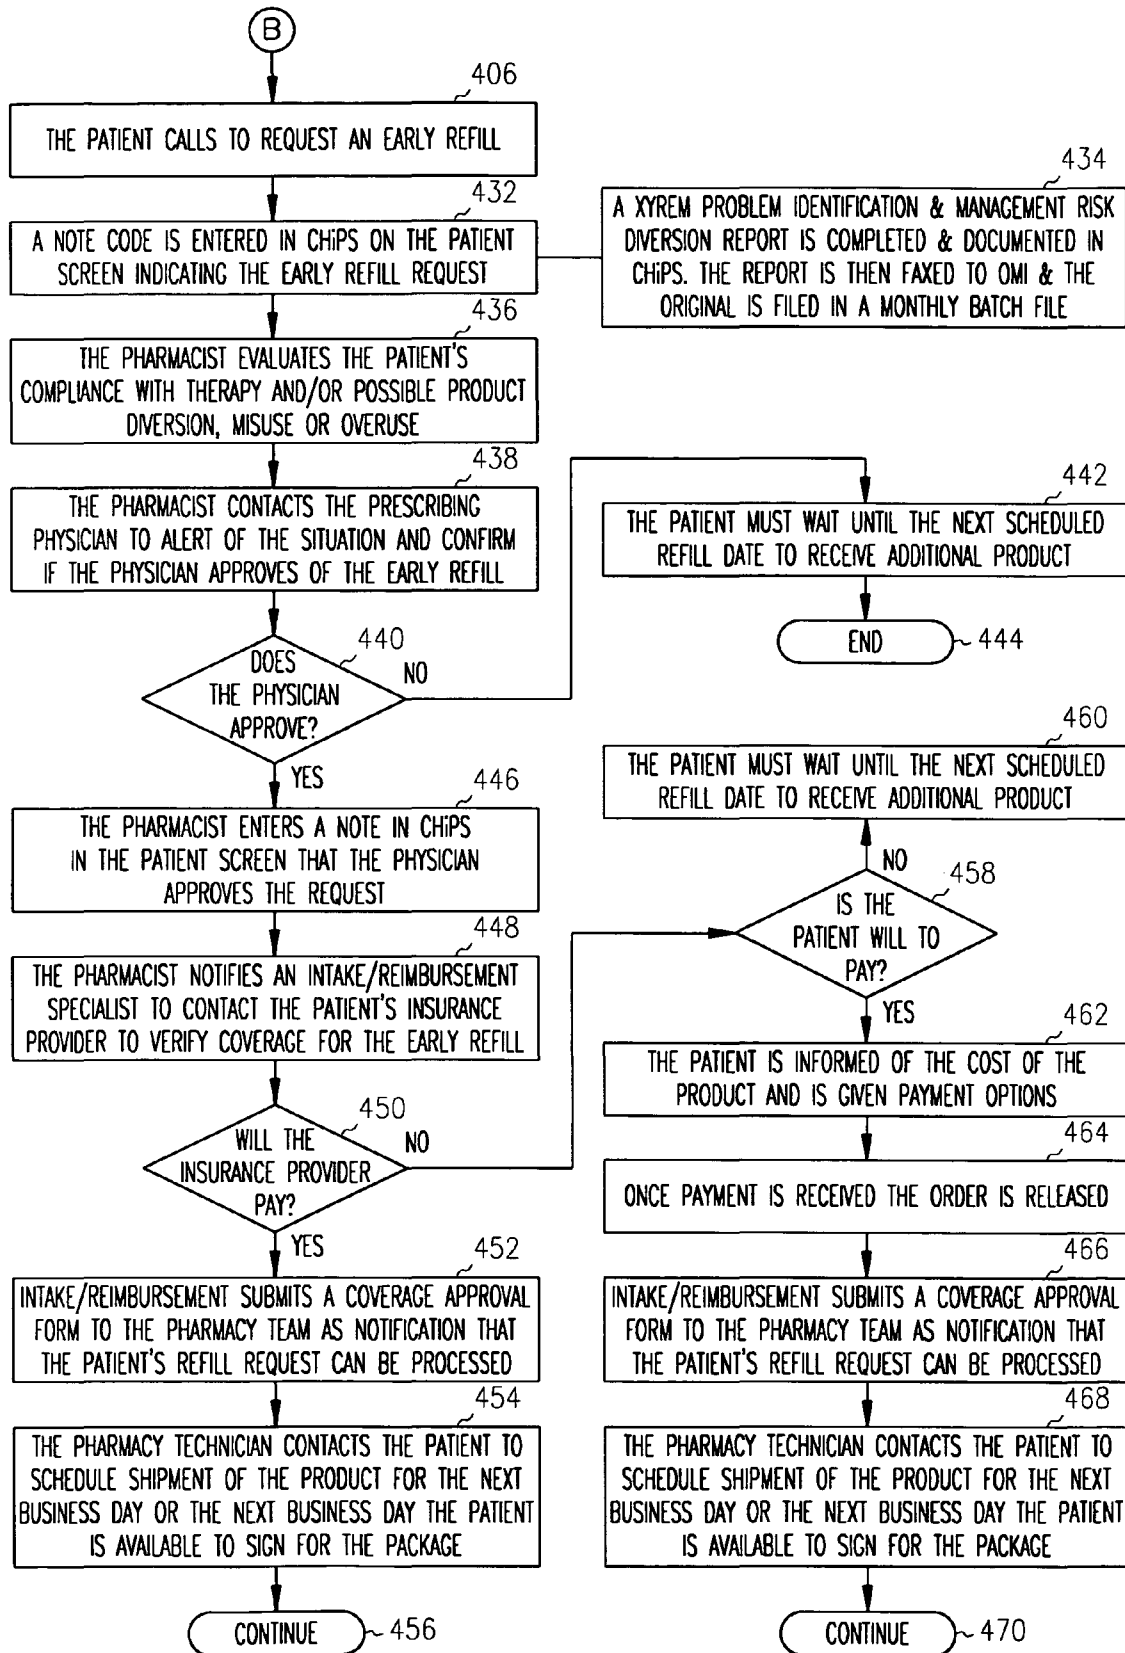 B
406
THE PATIENT CALLS TO REQUEST AN EARLY REFILL
432
A NOTE CODE IS ENTERED IN CHiPS ON THE PATIENT
SCREEN INDICATING THE EARLY REFILL REQUEST
434
A XYREM PROBLEM IDENTIFICATION & MANAGEMENT RISK
DIVERSION REPORT IS COMPLETED & DOCUMENTED IN
CHiPS. THE REPORT IS THEN FAXED TO OMI & THE
ORIGINAL IS FILED IN A MONTHLY BATCH FILE
436
THE PHARMACIST EVALUATES THE PATIENT'S
COMPLIANCE WITH THERAPY AND/OR POSSIBLE PRODUCT
DIVERSION, MISUSE OR OVERUSE
438
THE PHARMACIST CONTACTS THE PRESCRIBING
PHYSICIAN TO ALERT OF THE SITUATION AND CONFIRM
IF THE PHYSICIAN APPROVES OF THE EARLY REFILL
440
DOES
THE PHYSICIAN
APPROVE?
NO
442
THE PATIENT MUST WAIT UNTIL THE NEXT SCHEDULED
REFILL DATE TO RECEIVE ADDITIONAL PRODUCT
END
444
YES
446
THE PHARMACIST ENTERS A NOTE IN CHiPS
IN THE PATIENT SCREEN THAT THE PHYSICIAN
APPROVES THE REQUEST
448
THE PHARMACIST NOTIFIES AN INTAKE/REIMBURSEMENT
SPECIALIST TO CONTACT THE PATIENT'S INSURANCE
PROVIDER TO VERIFY COVERAGE FOR THE EARLY REFILL
450
WILL THE
INSURANCE PROVIDER
PAY?
NO
YES
452
INTAKE/REIMBURSEMENT SUBMITS A COVERAGE APPROVAL
FORM TO THE PHARMACY TEAM AS NOTIFICATION THAT
THE PATIENT'S REFILL REQUEST CAN BE PROCESSED
454
THE PHARMACY TECHNICIAN CONTACTS THE PATIENT TO
SCHEDULE SHIPMENT OF THE PRODUCT FOR THE NEXT
BUSINESS DAY OR THE NEXT BUSINESS DAY THE PATIENT
IS AVAILABLE TO SIGN FOR THE PACKAGE
CONTINUE
456
460
THE PATIENT MUST WAIT UNTIL THE NEXT SCHEDULED
REFILL DATE TO RECEIVE ADDITIONAL PRODUCT
NO
458
IS THE
PATIENT WILL TO
PAY?
YES
462
THE PATIENT IS INFORMED OF THE COST OF THE
PRODUCT AND IS GIVEN PAYMENT OPTIONS
464
ONCE PAYMENT IS RECEIVED THE ORDER IS RELEASED
466
INTAKE/REIMBURSEMENT SUBMITS A COVERAGE APPROVAL
FORM TO THE PHARMACY TEAM AS NOTIFICATION THAT
THE PATIENT'S REFILL REQUEST CAN BE PROCESSED
468
THE PHARMACY TECHNICIAN CONTACTS THE PATIENT TO
SCHEDULE SHIPMENT OF THE PRODUCT FOR THE NEXT
BUSINESS DAY OR THE NEXT BUSINESS DAY THE PATIENT
IS AVAILABLE TO SIGN FOR THE PACKAGE
CONTINUE
470